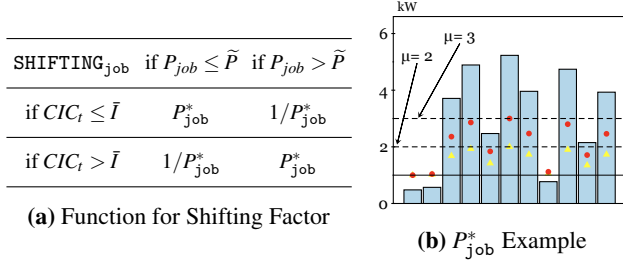 SHIFTING_job if P_job ≤ P̃ if P_job > P̃
if CIC_t ≤ Ī P*_job 1/P*_job
if CIC_t > Ī 1/P*_job P*_job
(a) Function for Shifting Factor
kW
6
4
2
0
μ= 2
μ= 3
(b) P*_job Example